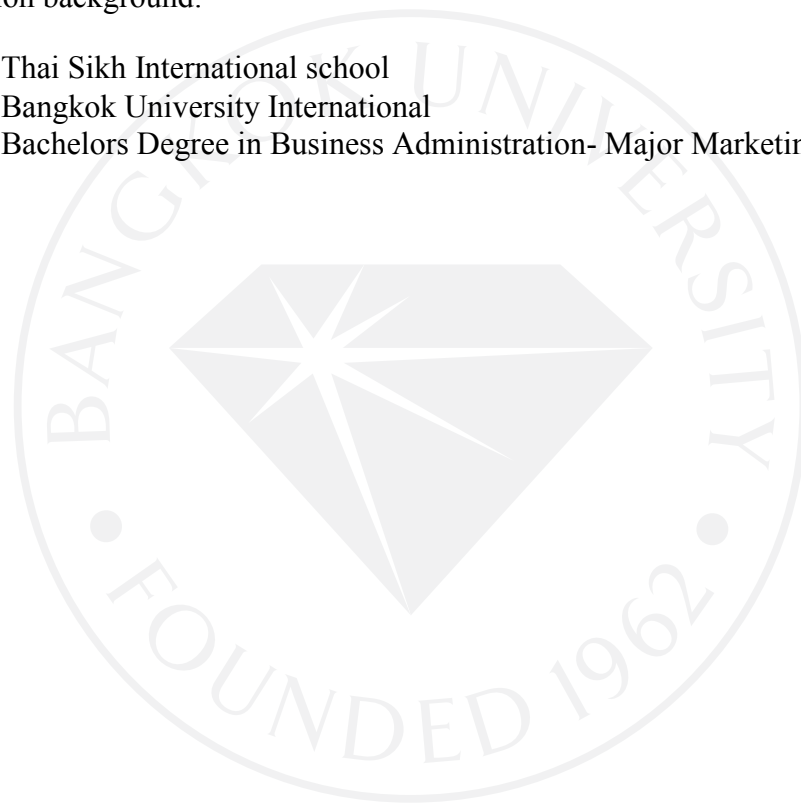 on background:
Thai Sikh International school
Bangkok University International
Bachelors Degree in Business Administration- Major Marketin
BANGKOK UNIVERSITY
• FOUNDED 1962 •